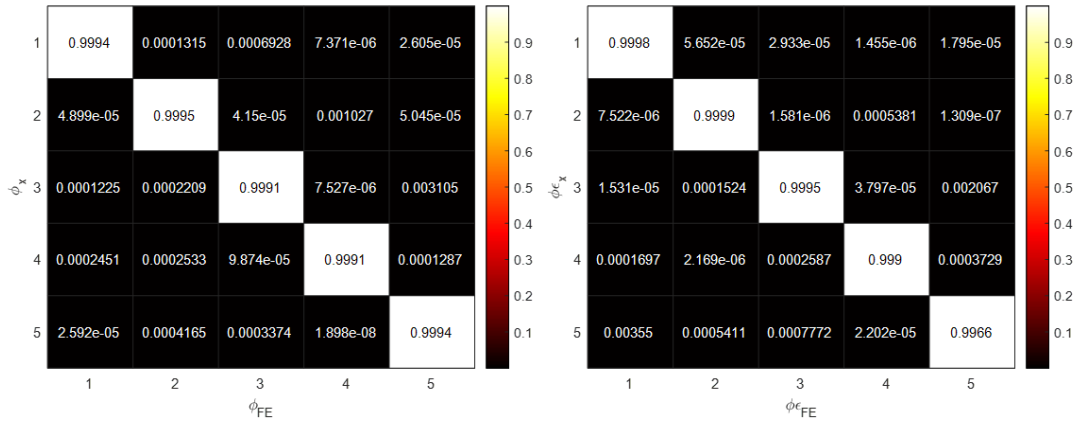 1 0.9994 0.0001315 0.0006928 7.371e-06 2.605e-05
2 4.899e-05 0.9995 4.15e-05 0.001027 5.045e-05
3 0.0001225 0.0002209 0.9991 7.527e-06 0.003105
4 0.0002451 0.0002533 9.874e-05 0.9991 0.0001287
5 2.592e-05 0.0004165 0.0003374 1.898e-08 0.9994
1 2 3 4 5
ϕ_x
ϕ_FE
0.9
0.8
0.7
0.6
0.5
0.4
0.3
0.2
0.1
1 0.9998 5.652e-05 2.933e-05 1.455e-06 1.795e-05
2 7.522e-06 0.9999 1.581e-06 0.0005381 1.309e-07
3 1.531e-05 0.0001524 0.9995 3.797e-05 0.002067
4 0.0001697 2.169e-06 0.0002587 0.999 0.0003729
5 0.00355 0.0005411 0.0007772 2.202e-05 0.9966
1 2 3 4 5
ϕϵ_x
ϕϵ_FE
0.9
0.8
0.7
0.6
0.5
0.4
0.3
0.2
0.1